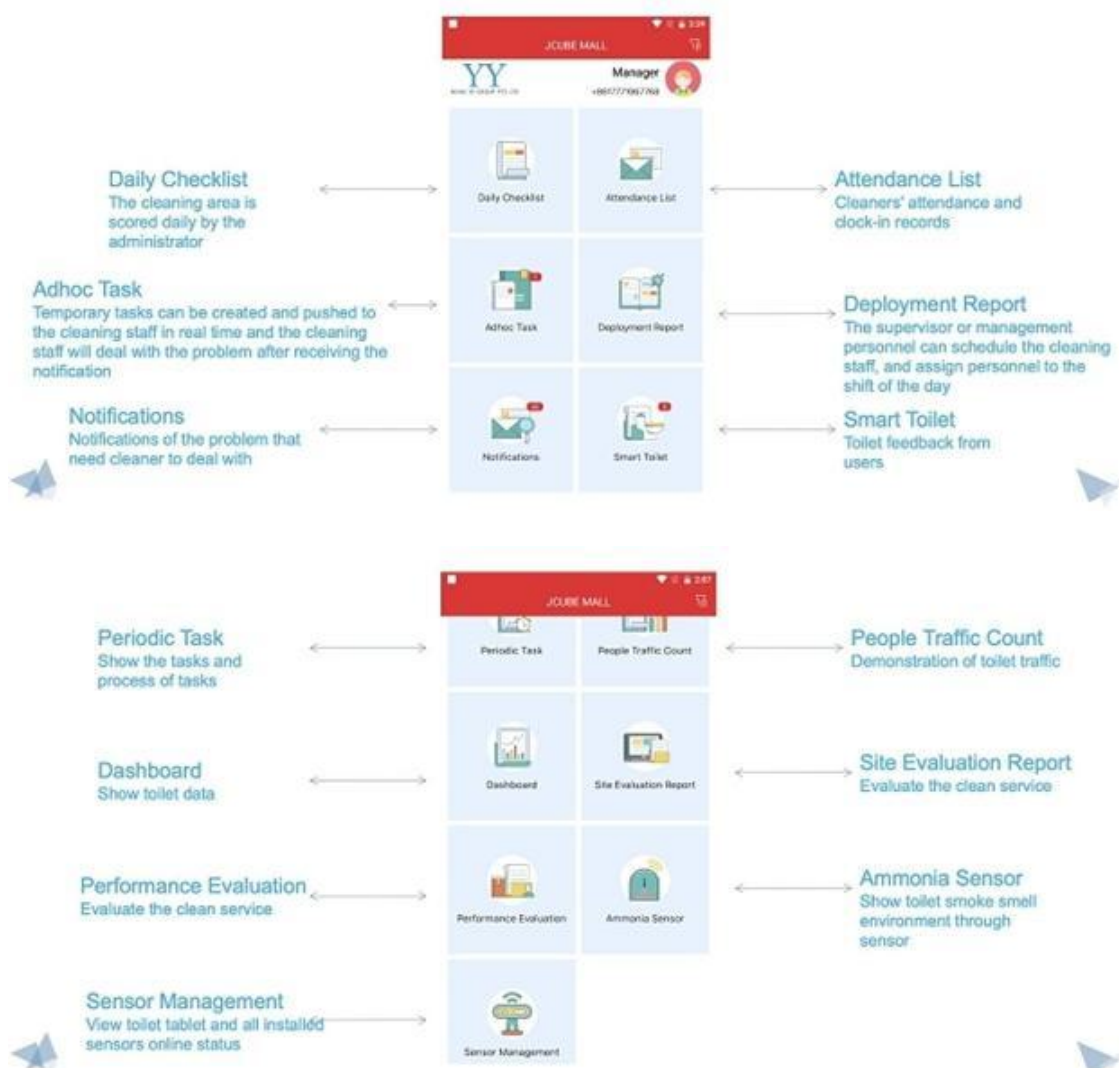 3:26
JCUBE MALL
YY
Manager
Daily Checklist
The cleaning area is
scored daily by the
administrator
Daily Checklist
Attendance List
Attendance List
Cleaners' attendance and
clock-in records
Adhoc Task
Temporary tasks can be created and pushed to
the cleaning staff in real time and the cleaning
staff will deal with the problem after receiving the
notification
Adhoc Task
Deployment Report
Deployment Report
The supervisor or management
personnel can schedule the cleaning
staff, and assign personnel to the
shift of the day
Notifications
Notifications of the problem that
need cleaner to deal with
Notifications
Smart Toilet
Smart Toilet
Toilet feedback from
users
JCUBE MALL
Periodic Task
Show the tasks and
process of tasks
Periodic Task
People Traffic Count
People Traffic Count
Demonstration of toilet traffic
Dashboard
Show toilet data
Dashboard
Site Evaluation Report
Site Evaluation Report
Evaluate the clean service
Performance Evaluation
Evaluate the clean service
Performance Evaluation
Ammonia Sensor
Ammonia Sensor
Show toilet smoke smell
environment through
sensor
Sensor Management
View toilet tablet and all installed
sensors online status
Sensor Management